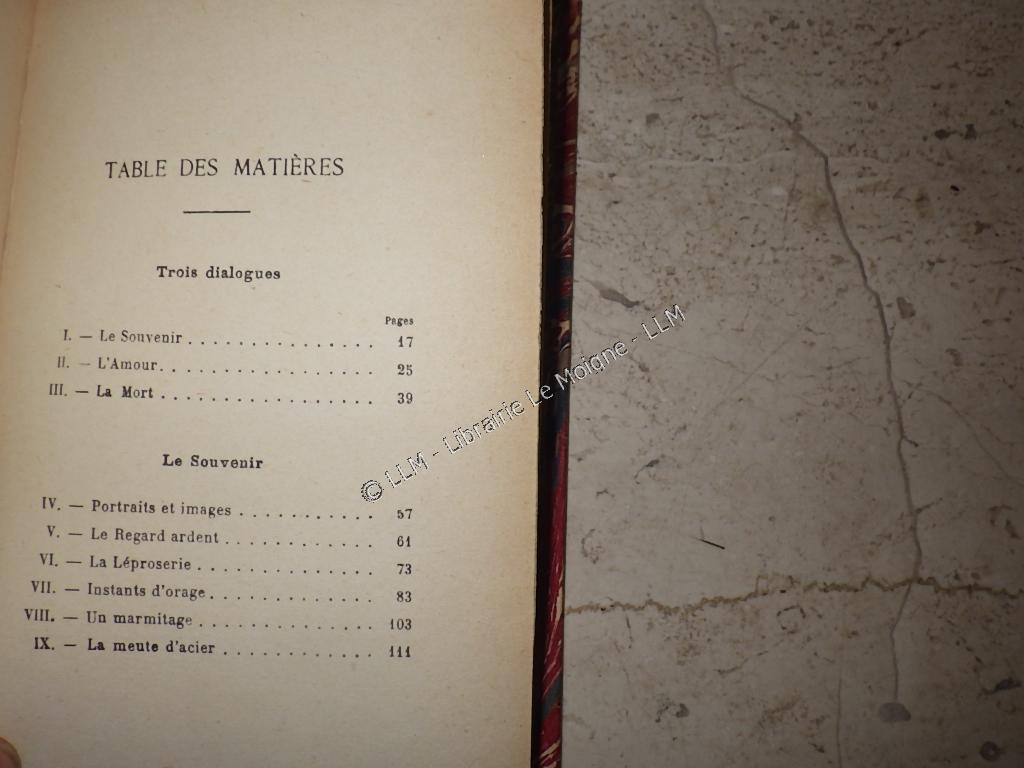 TABLE DES MATIÈRES
Trois dialogues
Pages
I. — Le Souvenir . . . . . . . . . . . . . . . 17
II. — L'Amour. . . . . . . . . . . . . . . . . 25
III. — La Mort . . . . . . . . . . . . . . . . . 39
Le Souvenir
IV. — Portraits et images . . . . . . . . . . . 57
V. — Le Regard ardent . . . . . . . . . . . . 61
VI. — La Léproserie . . . . . . . . . . . . . . 73
VII. — Instants d'orage. . . . . . . . . . . . . 83
VIII. — Un marmitage . . . . . . . . . . . . . . 103
IX. — La meute d'acier . . . . . . . . . . . . 111
© LLM - Librairie Le Moigne - LLM